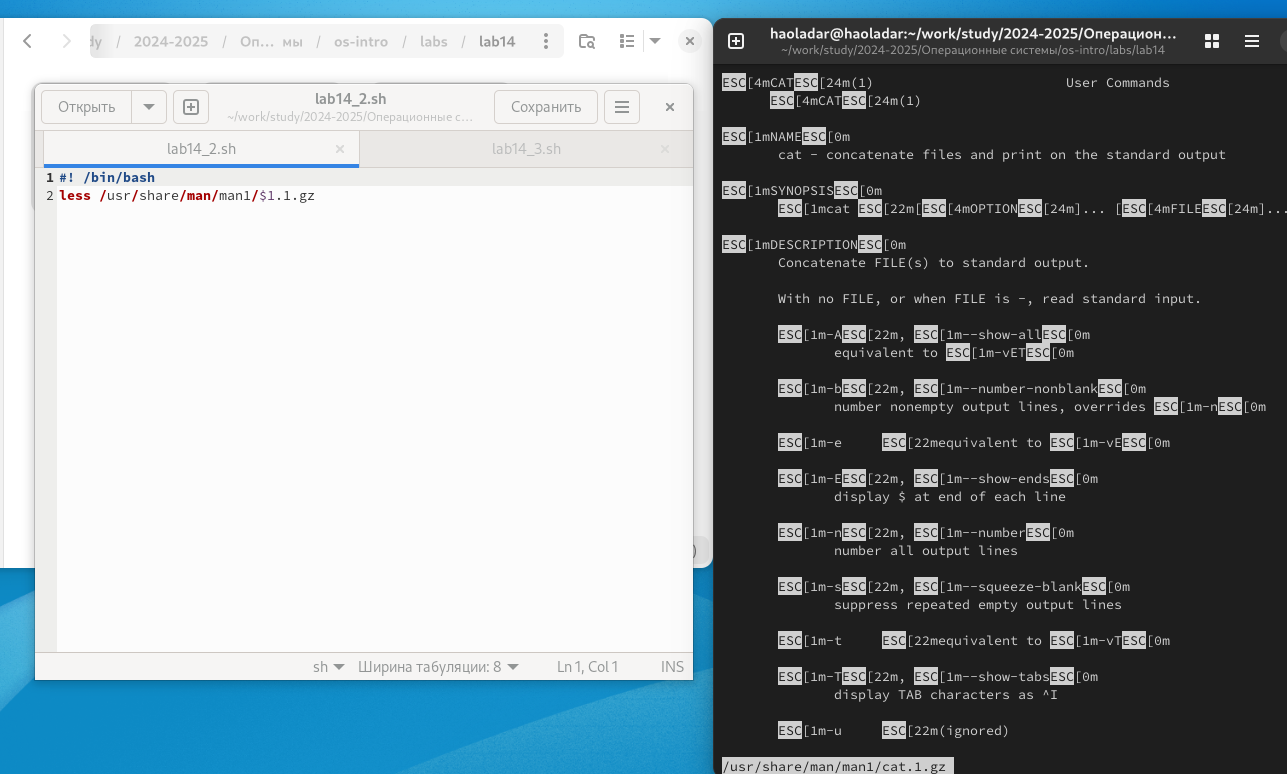 dy / 2024-2025 / Оп… мы / os-intro / labs / lab14
Открыть
lab14_2.sh
~/work/study/2024-2025/Операционные с…
Сохранить
lab14_2.sh
lab14_3.sh
1 #! /bin/bash
2 less /usr/share/man/man1/$1.1.gz
sh
Ширина табуляции: 8
Ln 1, Col 1
INS
haoladar@haoladar:~/work/study/2024-2025/Операцион…
~/work/study/2024-2025/Операционные системы/os-intro/labs/lab14
ESC[4mCATESC[24m(1) User Commands
ESC[4mCATESC[24m(1)
ESC[1mNAMEESC[0m
cat - concatenate files and print on the standard output
ESC[1mSYNOPSISESC[0m
ESC[1mcat ESC[22m[ESC[4mOPTIONESC[24m]... [ESC[4mFILEESC[24m]...
ESC[1mDESCRIPTIONESC[0m
Concatenate FILE(s) to standard output.
With no FILE, or when FILE is -, read standard input.
ESC[1m-AESC[22m, ESC[1m--show-allESC[0m
equivalent to ESC[1m-vETESC[0m
ESC[1m-bESC[22m, ESC[1m--number-nonblankESC[0m
number nonempty output lines, overrides ESC[1m-nESC[0m
ESC[1m-e ESC[22mequivalent to ESC[1m-vEESC[0m
ESC[1m-EESC[22m, ESC[1m--show-endsESC[0m
display $ at end of each line
ESC[1m-nESC[22m, ESC[1m--numberESC[0m
number all output lines
ESC[1m-sESC[22m, ESC[1m--squeeze-blankESC[0m
suppress repeated empty output lines
ESC[1m-t ESC[22mequivalent to ESC[1m-vTESC[0m
ESC[1m-TESC[22m, ESC[1m--show-tabsESC[0m
display TAB characters as ^I
ESC[1m-u ESC[22m(ignored)
/usr/share/man/man1/cat.1.gz